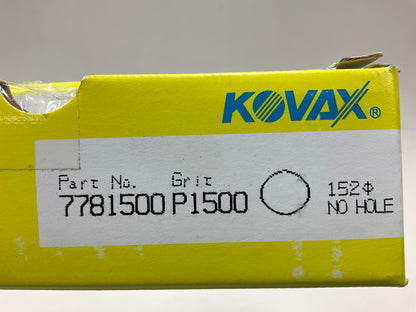 KOVAX®
Part No. Grit
7781500 P1500
152Φ
NO HOLE